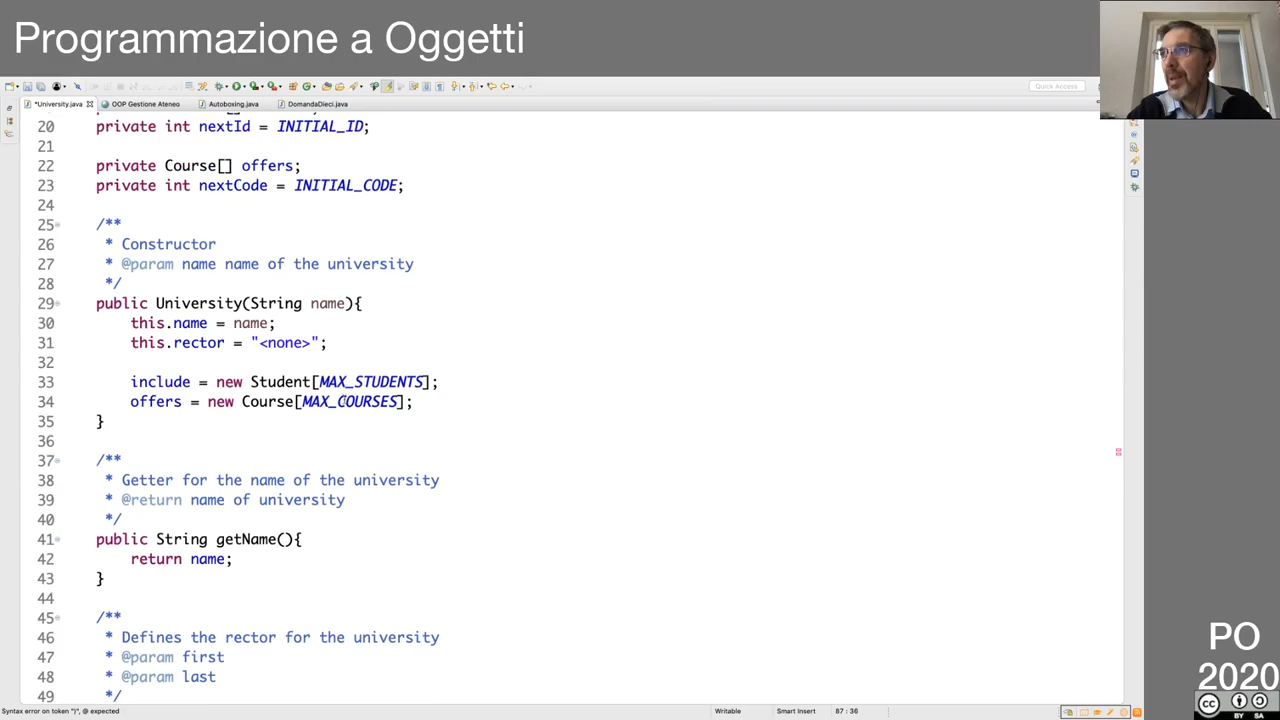 Programmazione a Oggetti
Quick Access
*University.java
OOP Gestione Ateneo
Autoboxing.java
DomandaDieci.java
20 private int nextId = INITIAL_ID;
21
22 private Course[] offers;
23 private int nextCode = INITIAL_CODE;
24
25 /**
26 * Constructor
27 * @param name name of the university
28 */
29 public University(String name){
30 this.name = name;
31 this.rector = "<none>";
32
33 include = new Student[MAX_STUDENTS];
34 offers = new Course[MAX_COURSES];
35 }
36
37 /**
38 * Getter for the name of the university
39 * @return name of university
40 */
41 public String getName(){
42 return name;
43 }
44
45 /**
46 * Defines the rector for the university
47 * @param first
48 * @param last
49 */
Syntax error on token ")", @ expected
Writable
Smart Insert
87 : 36
PO
2020
CC
BY SA